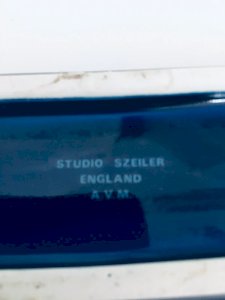 STUDIO SZEILER
ENGLAND
A V M